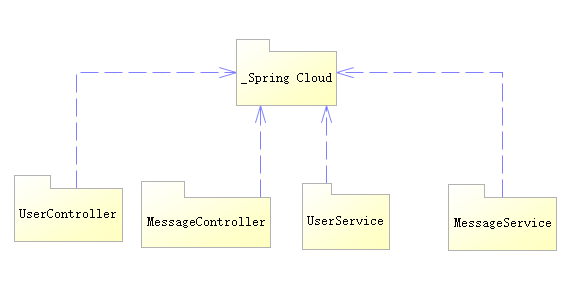 _Spring Cloud
UserController
MessageController
UserService
MessageService